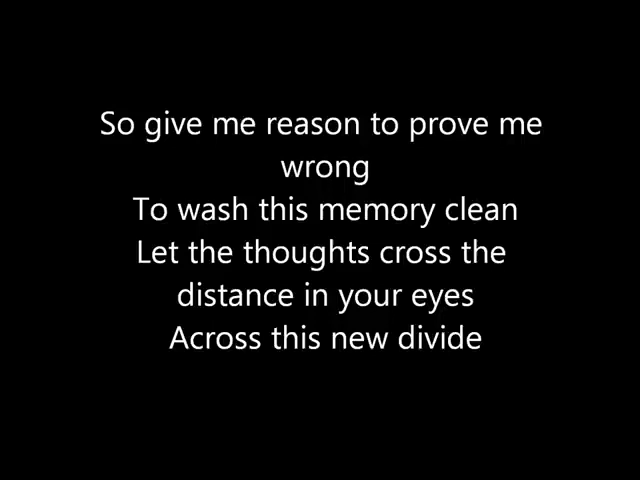 So give me reason to prove me
wrong
To wash this memory clean
Let the thoughts cross the
distance in your eyes
Across this new divide